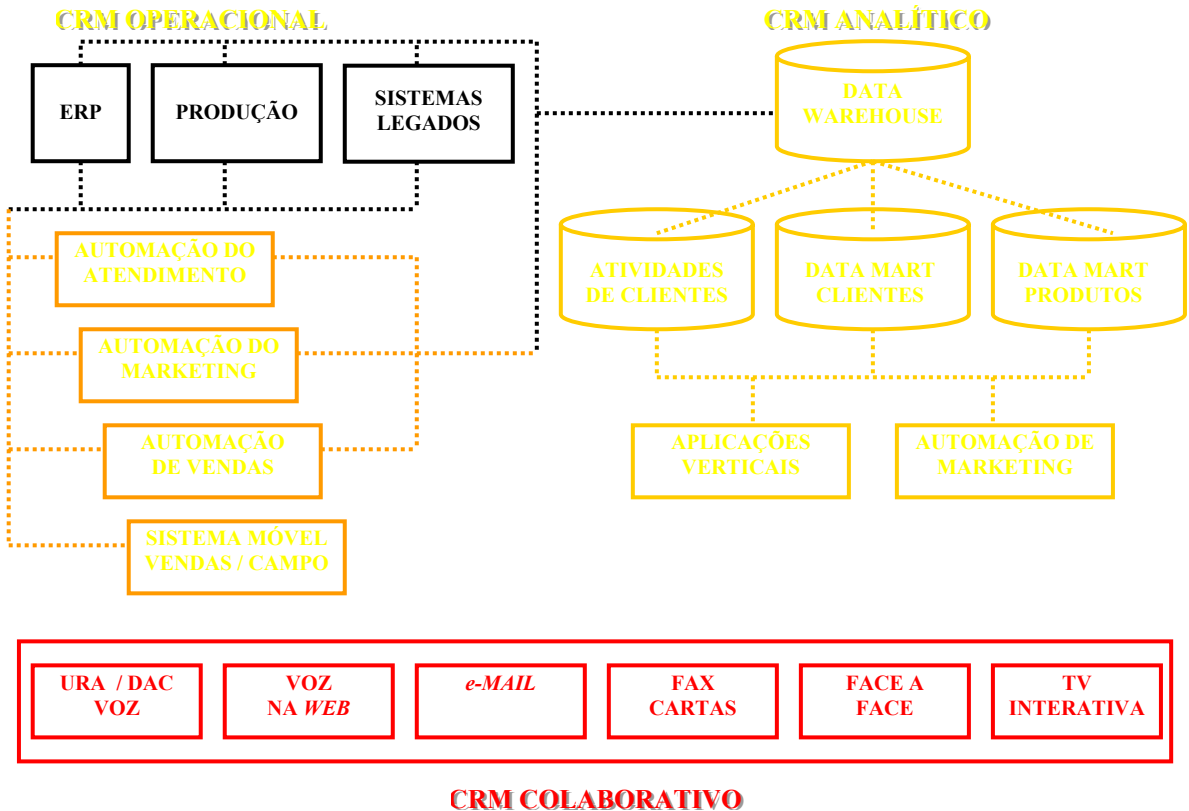 CRM OPERACIONAL
CRM ANALÍTICO
ERP
PRODUÇÃO
SISTEMAS
LEGADOS
DATA
WAREHOUSE
AUTOMAÇÃO DO
ATENDIMENTO
ATIVIDADES
DE CLIENTES
DATA MART
CLIENTES
DATA MART
PRODUTOS
AUTOMAÇÃO DO
MARKETING
AUTOMAÇÃO
DE VENDAS
APLICAÇÕES
VERTICAIS
AUTOMAÇÃO DE
MARKETING
SISTEMA MÓVEL
VENDAS / CAMPO
URA / DAC
VOZ
VOZ
NA WEB
e-MAIL
FAX
CARTAS
FACE A
FACE
TV
INTERATIVA
CRM COLABORATIVO